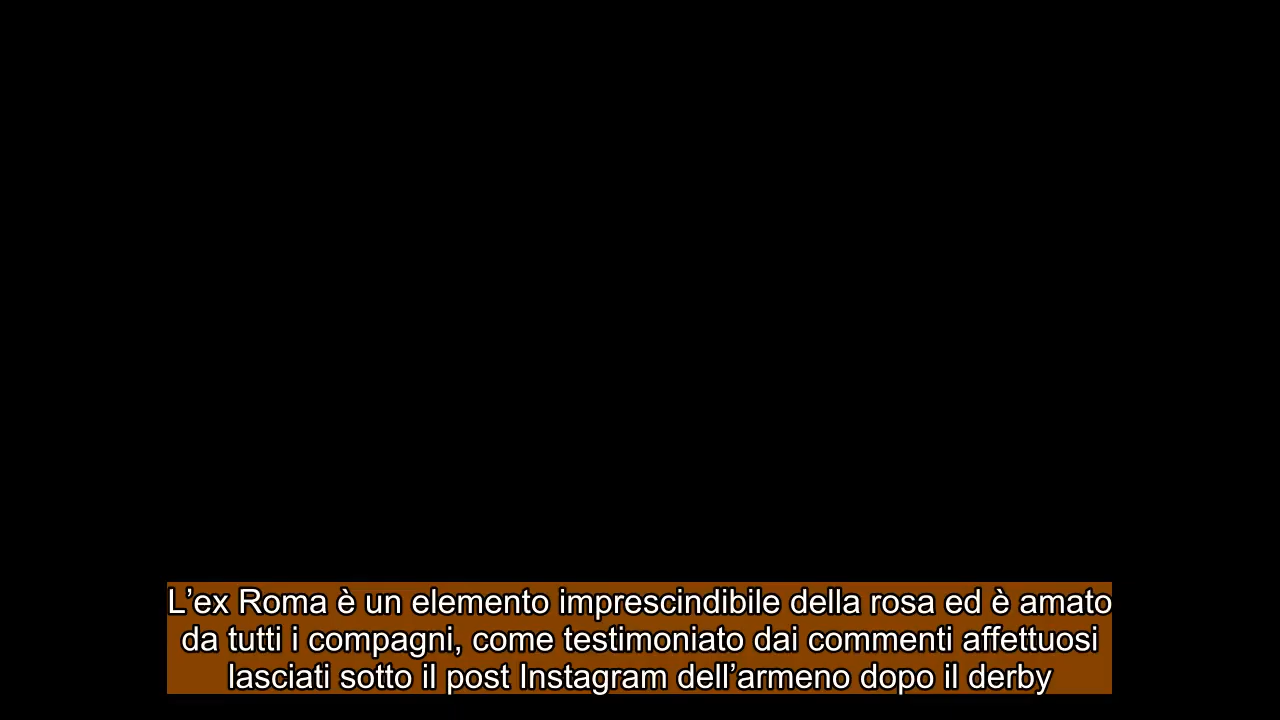 L’ex Roma è un elemento imprescindibile della rosa ed è amato
da tutti i compagni, come testimoniato dai commenti affettuosi
lasciati sotto il post Instagram dell’armeno dopo il derby